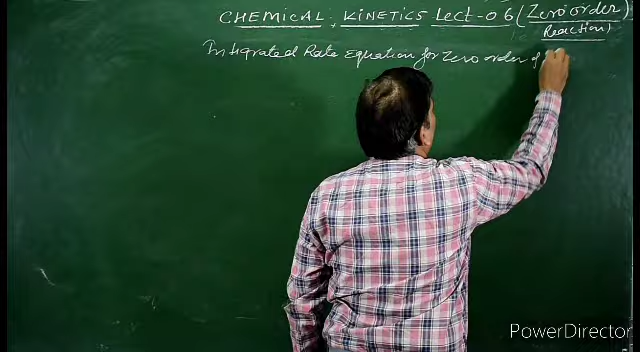 CHEMICAL KINETICS Lect-06 (Zero order
Reaction)
Integrated Rate Equation for Zero order of
PowerDirector